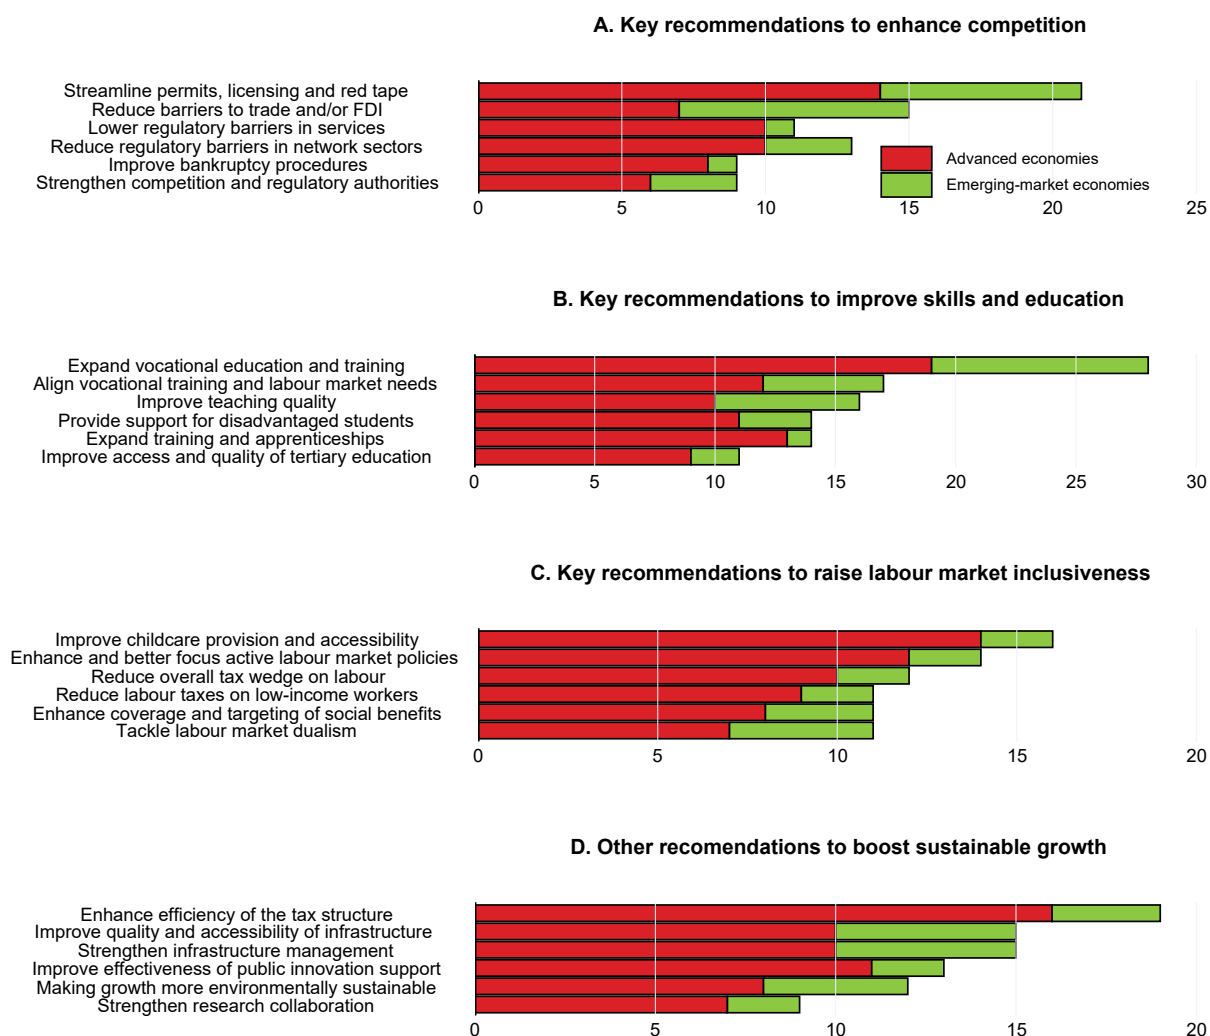 A. Key recommendations to enhance competition
Streamline permits, licensing and red tape
Reduce barriers to trade and/or FDI
Lower regulatory barriers in services
Reduce regulatory barriers in network sectors
Improve bankruptcy procedures
Strengthen competition and regulatory authorities
Advanced economies
Emerging-market economies
0 5 10 15 20 25
B. Key recommendations to improve skills and education
Expand vocational education and training
Align vocational training and labour market needs
Improve teaching quality
Provide support for disadvantaged students
Expand training and apprenticeships
Improve access and quality of tertiary education
0 5 10 15 20 25 30
C. Key recommendations to raise labour market inclusiveness
Improve childcare provision and accessibility
Enhance and better focus active labour market policies
Reduce overall tax wedge on labour
Reduce labour taxes on low-income workers
Enhance coverage and targeting of social benefits
Tackle labour market dualism
0 5 10 15 20
D. Other recomendations to boost sustainable growth
Enhance efficiency of the tax structure
Improve quality and accessibility of infrastructure
Strengthen infrastructure management
Improve effectiveness of public innovation support
Making growth more environmentally sustainable
Strengthen research collaboration
0 5 10 15 20